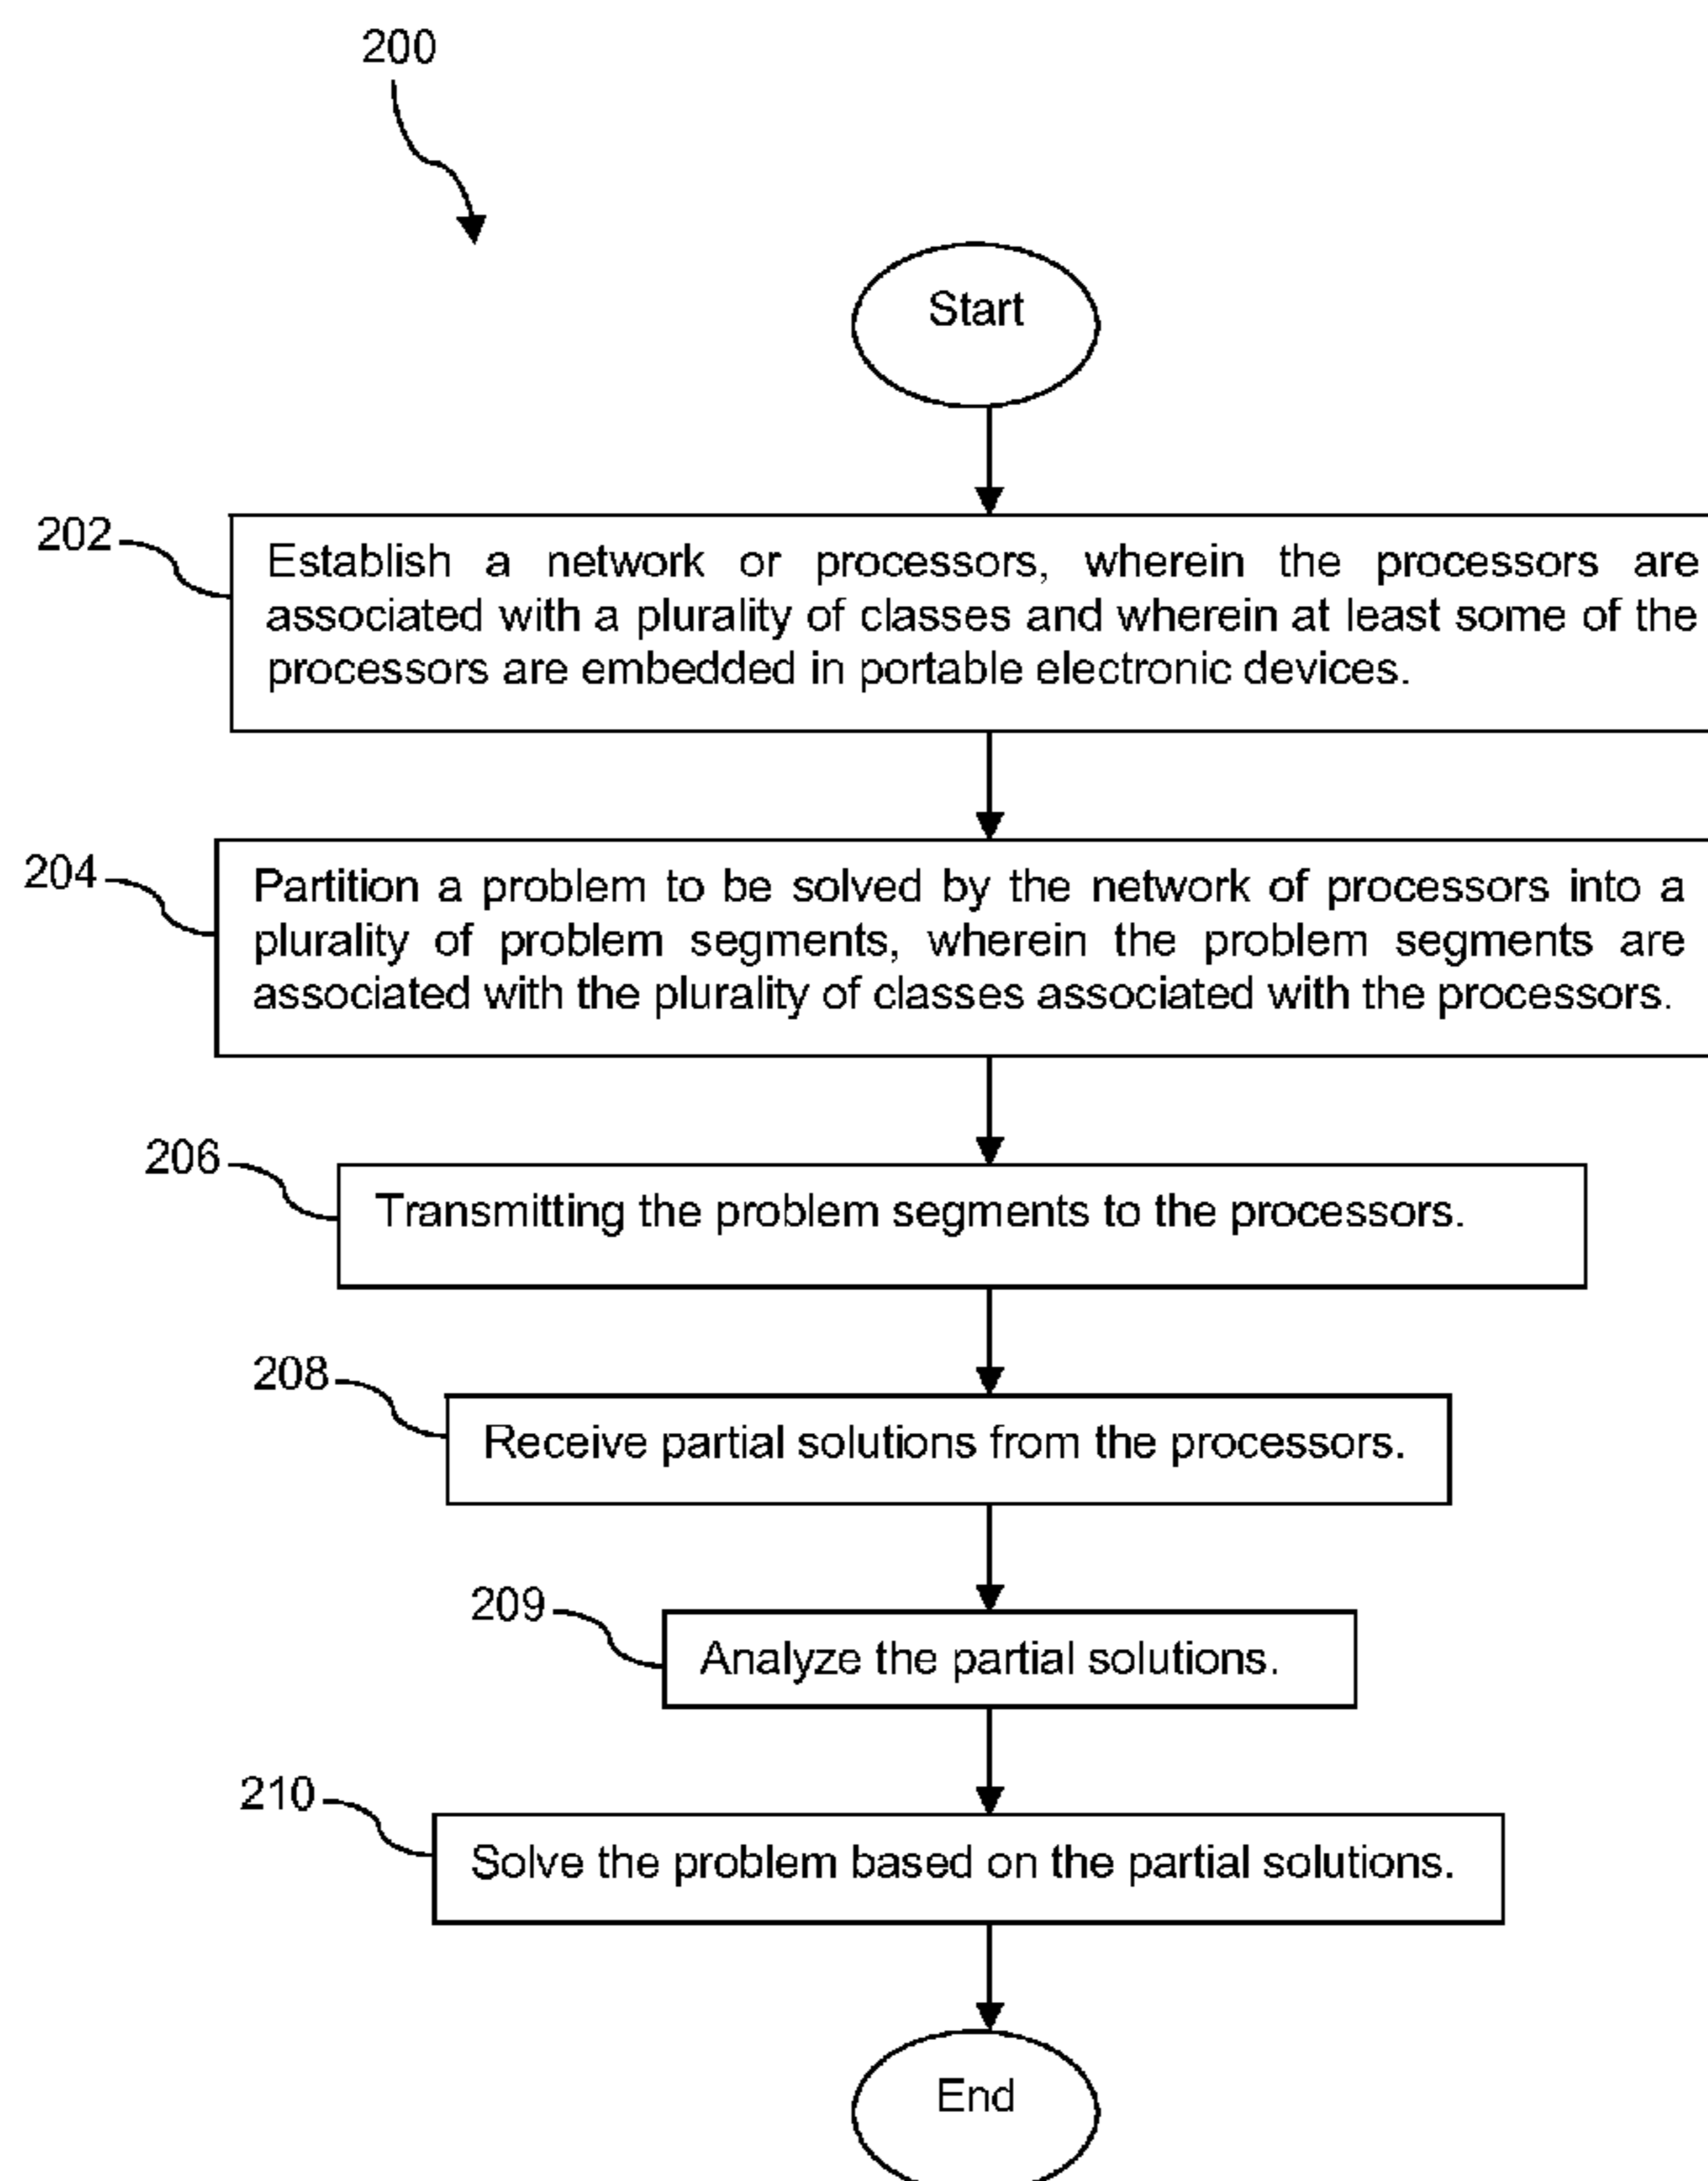 200
Start
202
Establish a network or processors, wherein the processors are
associated with a plurality of classes and wherein at least some of the
processors are embedded in portable electronic devices.
204
Partition a problem to be solved by the network of processors into a
plurality of problem segments, wherein the problem segments are
associated with the plurality of classes associated with the processors.
206
Transmitting the problem segments to the processors.
208
Receive partial solutions from the processors.
209
Analyze the partial solutions.
210
Solve the problem based on the partial solutions.
End